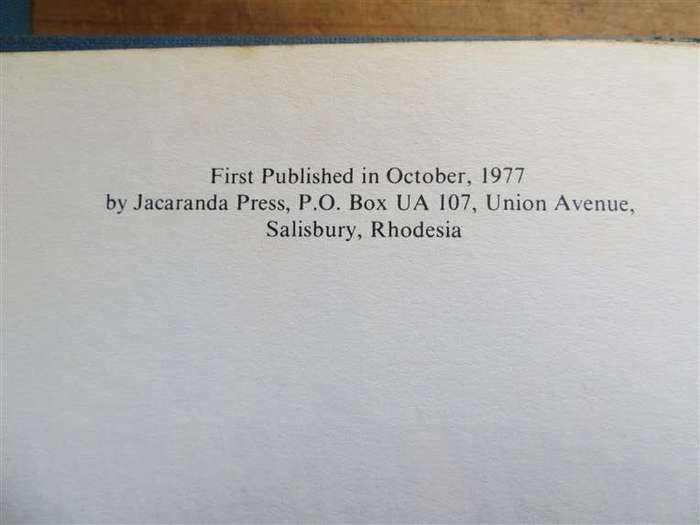 First Published in October, 1977
by Jacaranda Press, P.O. Box UA 107, Union Avenue,
Salisbury, Rhodesia